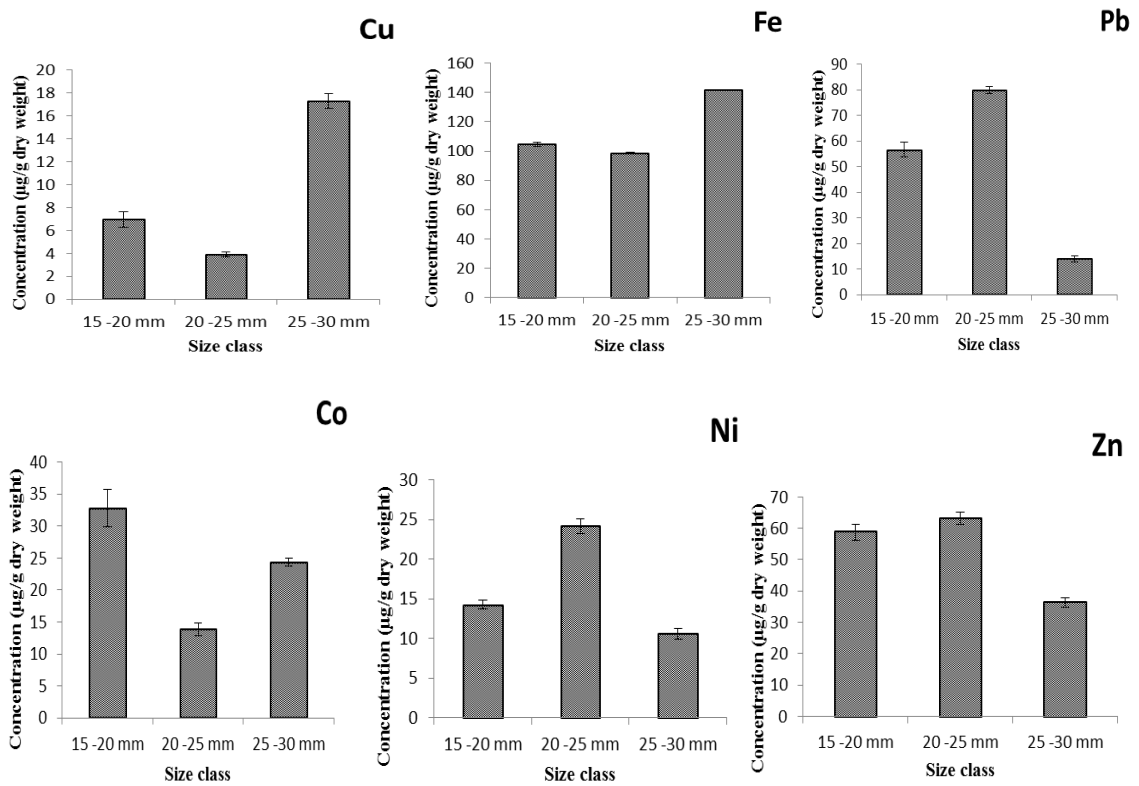 Cu
Concentration (µg/g dry weight)
20
18
16
14
12
10
8
6
4
2
0
15 -20 mm 20 -25 mm 25 -30 mm
Size class
Fe
Concentration (µg/g dry weight)
160
140
120
100
80
60
40
20
0
15 -20 mm 20 -25 mm 25 -30 mm
Size class
Pb
Concentration (µg/g dry weight)
90
80
70
60
50
40
30
20
10
0
15 -20 mm 20 -25 mm 25 -30 mm
Size class
Co
Concentration (µg/g dry weight)
40
35
30
25
20
15
10
5
0
15 -20 mm 20 -25 mm 25 -30 mm
Size class
Ni
Concentration (µg/g dry weight)
30
25
20
15
10
5
0
15 -20 mm 20 -25 mm 25 -30 mm
Size class
Zn
Concentration (µg/g dry weight)
70
60
50
40
30
20
10
0
15 -20 mm 20 -25 mm 25 -30 mm
Size class